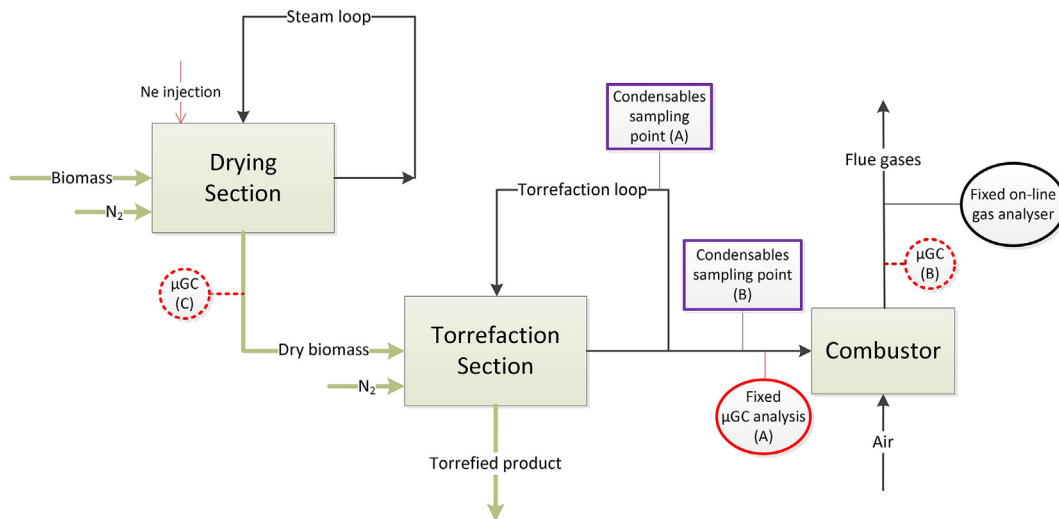 Steam loop
Ne injection
Drying
Section
Biomass
N₂
µGC
(C)
Dry biomass
N₂
Torrefaction
Section
Torrefied product
Torrefaction loop
Condensables
sampling
point (A)
Condensables
sampling point
(B)
Fixed
µGC analysis
(A)
Combustor
Air
Flue gases
µGC
(B)
Fixed on-line
gas analyser